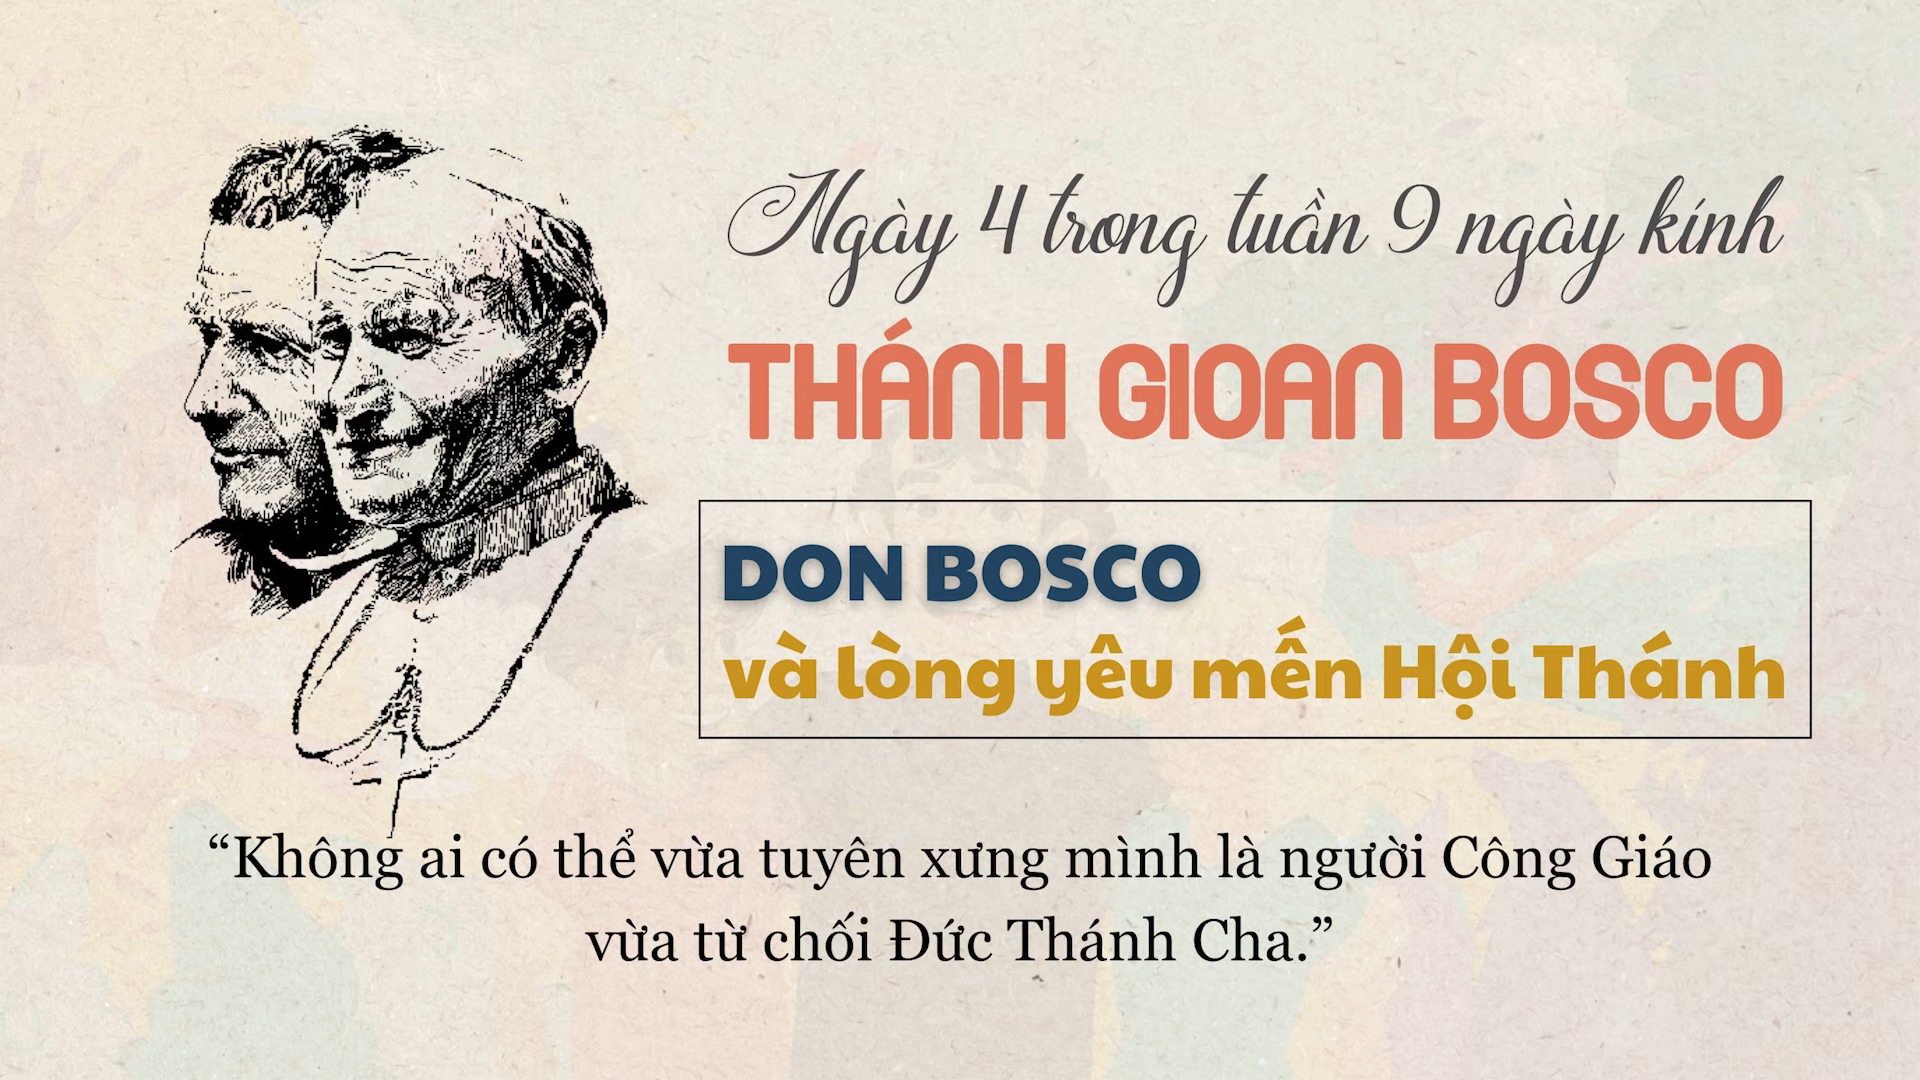 Ngày 4 trong tuần 9 ngày kính
THÁNH GIOAN BOSCO
DON BOSCO
và lòng yêu mến Hội Thánh
“Không ai có thể vừa tuyên xưng mình là người Công Giáo
vừa từ chối Đức Thánh Cha.”